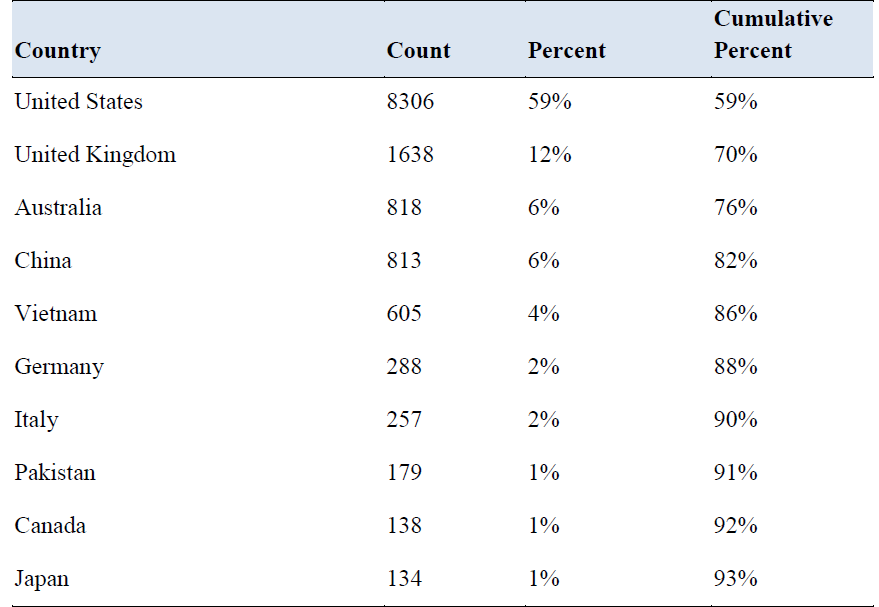 Cumulative
Country Count Percent Percent
United States 8306 59% 59%
United Kingdom 1638 12% 70%
Australia 818 6% 76%
China 813 6% 82%
Vietnam 605 4% 86%
Germany 288 2% 88%
Italy 257 2% 90%
Pakistan 179 1% 91%
Canada 138 1% 92%
Japan 134 1% 93%